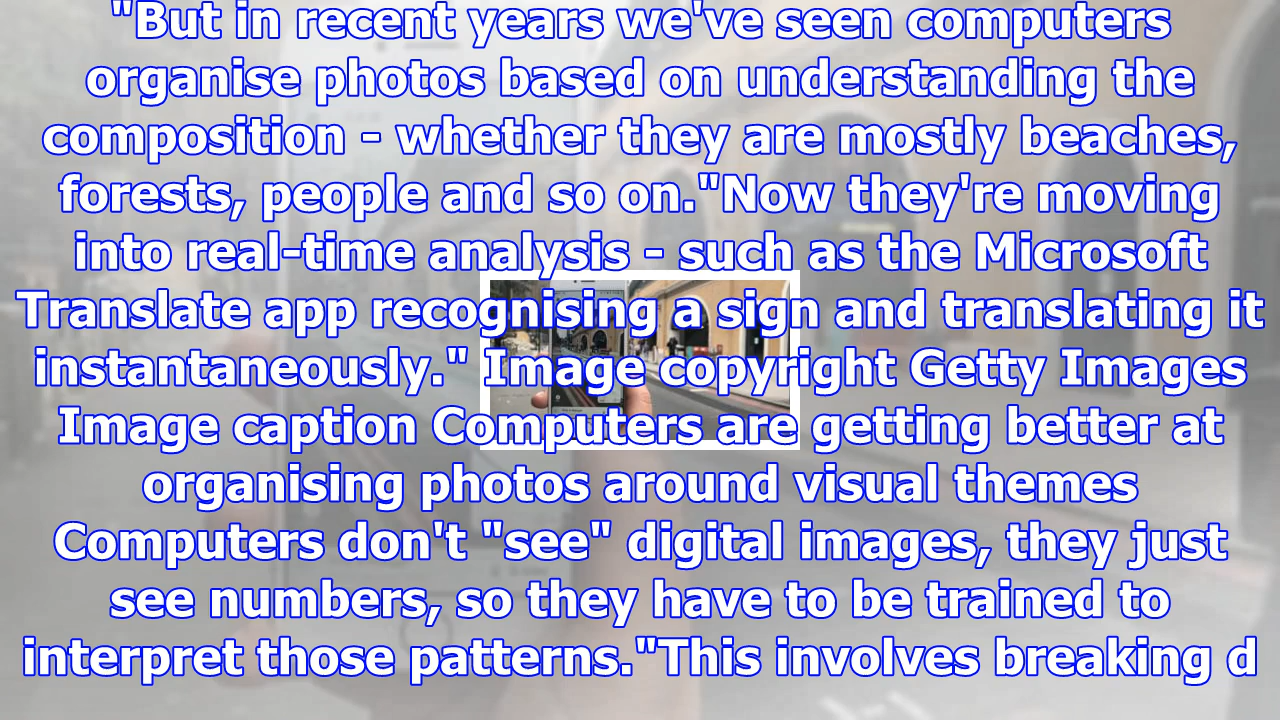 "But in recent years we've seen computers
organise photos based on understanding the
composition - whether they are mostly beaches,
forests, people and so on."Now they're moving
into real-time analysis - such as the Microsoft
Translate app recognising a sign and translating it
instantaneously." Image copyright Getty Images
Image caption Computers are getting better at
organising photos around visual themes
Computers don't "see" digital images, they just
see numbers, so they have to be trained to
interpret those patterns."This involves breaking d